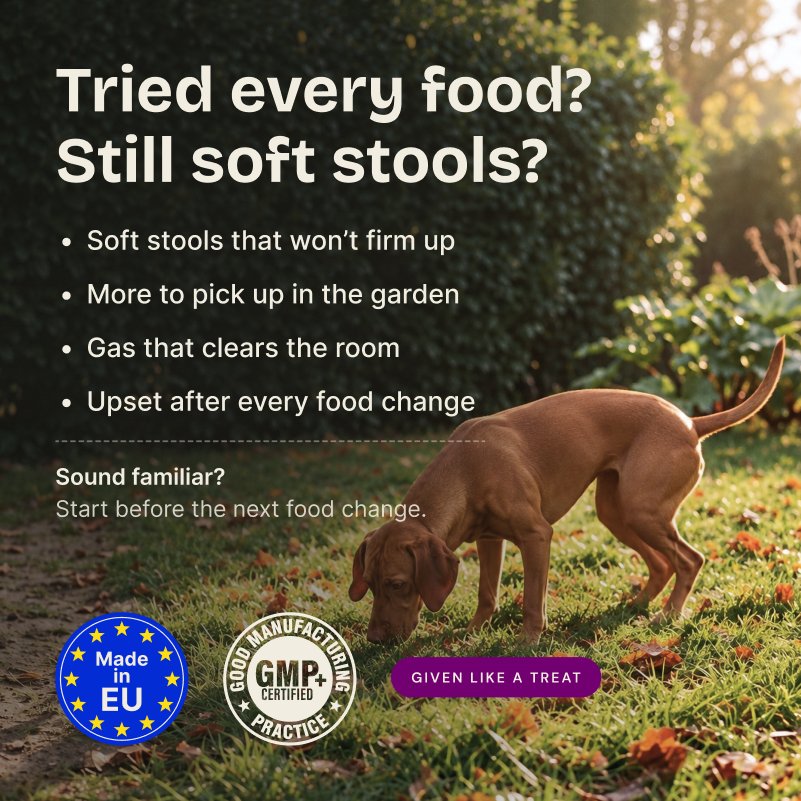 Tried every food?
Still soft stools?
• Soft stools that won’t firm up
• More to pick up in the garden
• Gas that clears the room
• Upset after every food change
Sound familiar?
Start before the next food change.
Made
in
EU
GOOD MANUFACTURING
GMP+
CERTIFIED
PRACTICE
GIVEN LIKE A TREAT